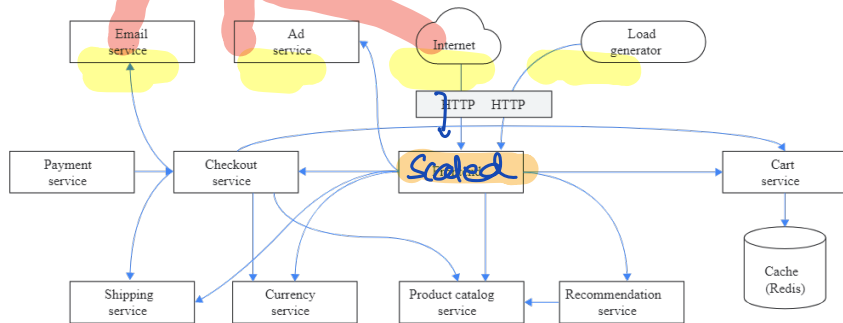 Email
service
Ad
service
Internet
Load
generator
HTTP HTTP
Payment
service
Checkout
service
Scaled
Cart
service
Shipping
service
Currency
service
Product catalog
service
Recommendation
service
Cache
(Redis)